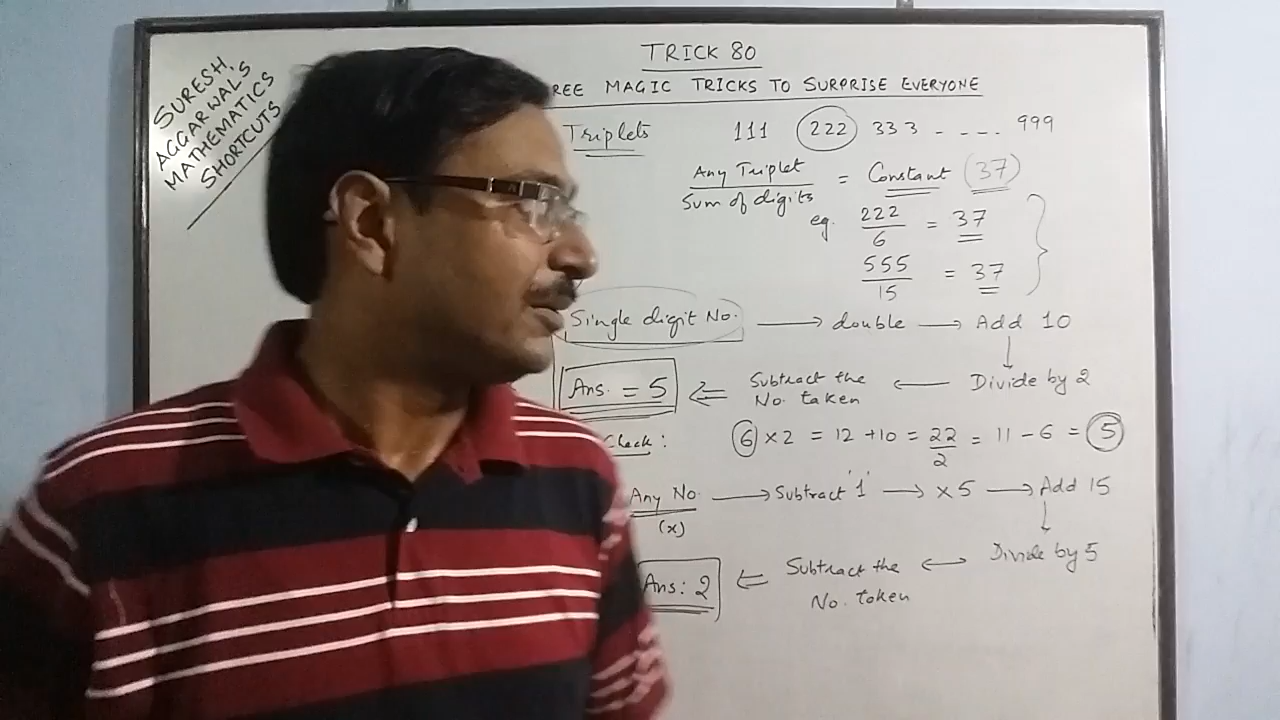 SURESH
AGGARWAL'S
MATHEMATICS
SHORTCUTS
TRICK 80
REE MAGIC TRICKS TO SURPRISE EVERYONE
Triplets 111 222 333 - - - - 999
Any Triplet / Sum of digits = Constant (37)
eg. 222/6 = 37
555/15 = 37
Single digit No. → double → Add 10
↓
Ans. = 5 ⇐ Subtract the No. taken ← Divide by 2
Check: 6 × 2 = 12 + 10 = 22/2 = 11 - 6 = 5
Any No. (x) → Subtract '1' → × 5 → Add 15
↓
Ans: 2 ⇐ Subtract the No. taken ← Divide by 5